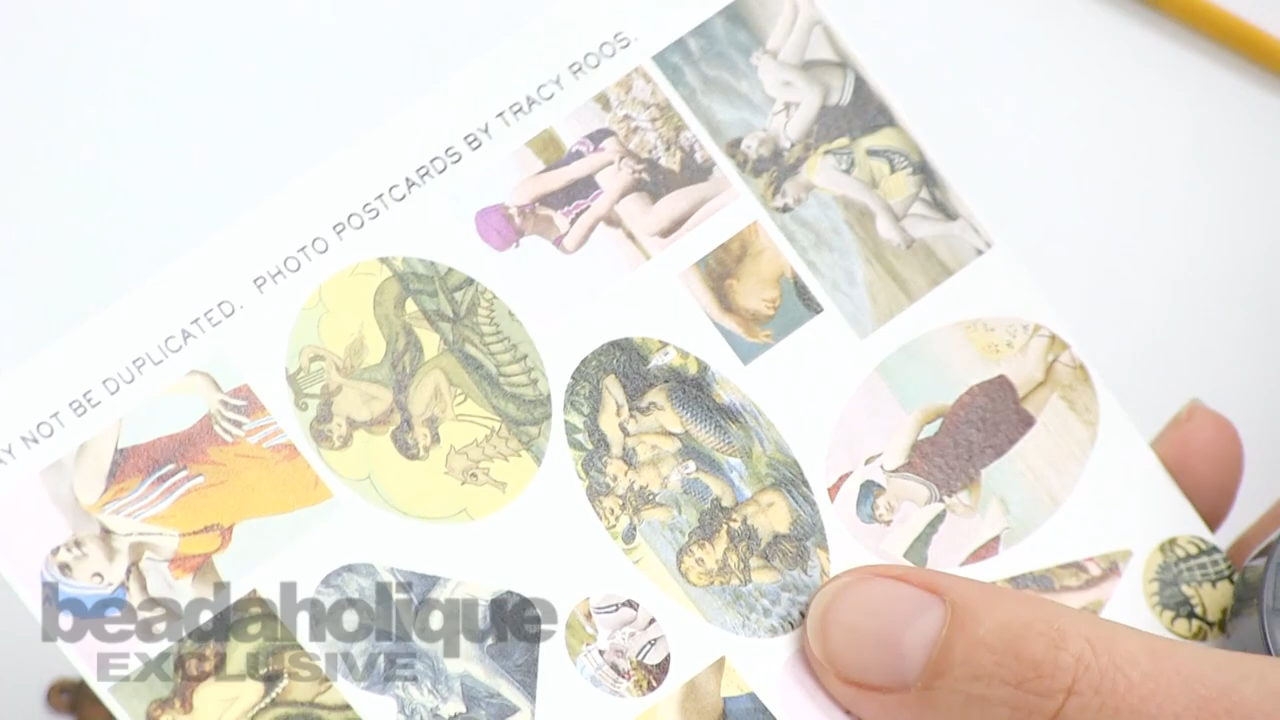 NOT BE DUPLICATED. PHOTO POSTCARDS BY TRACY ROOS.
beadaholique
EXCLUSIVE